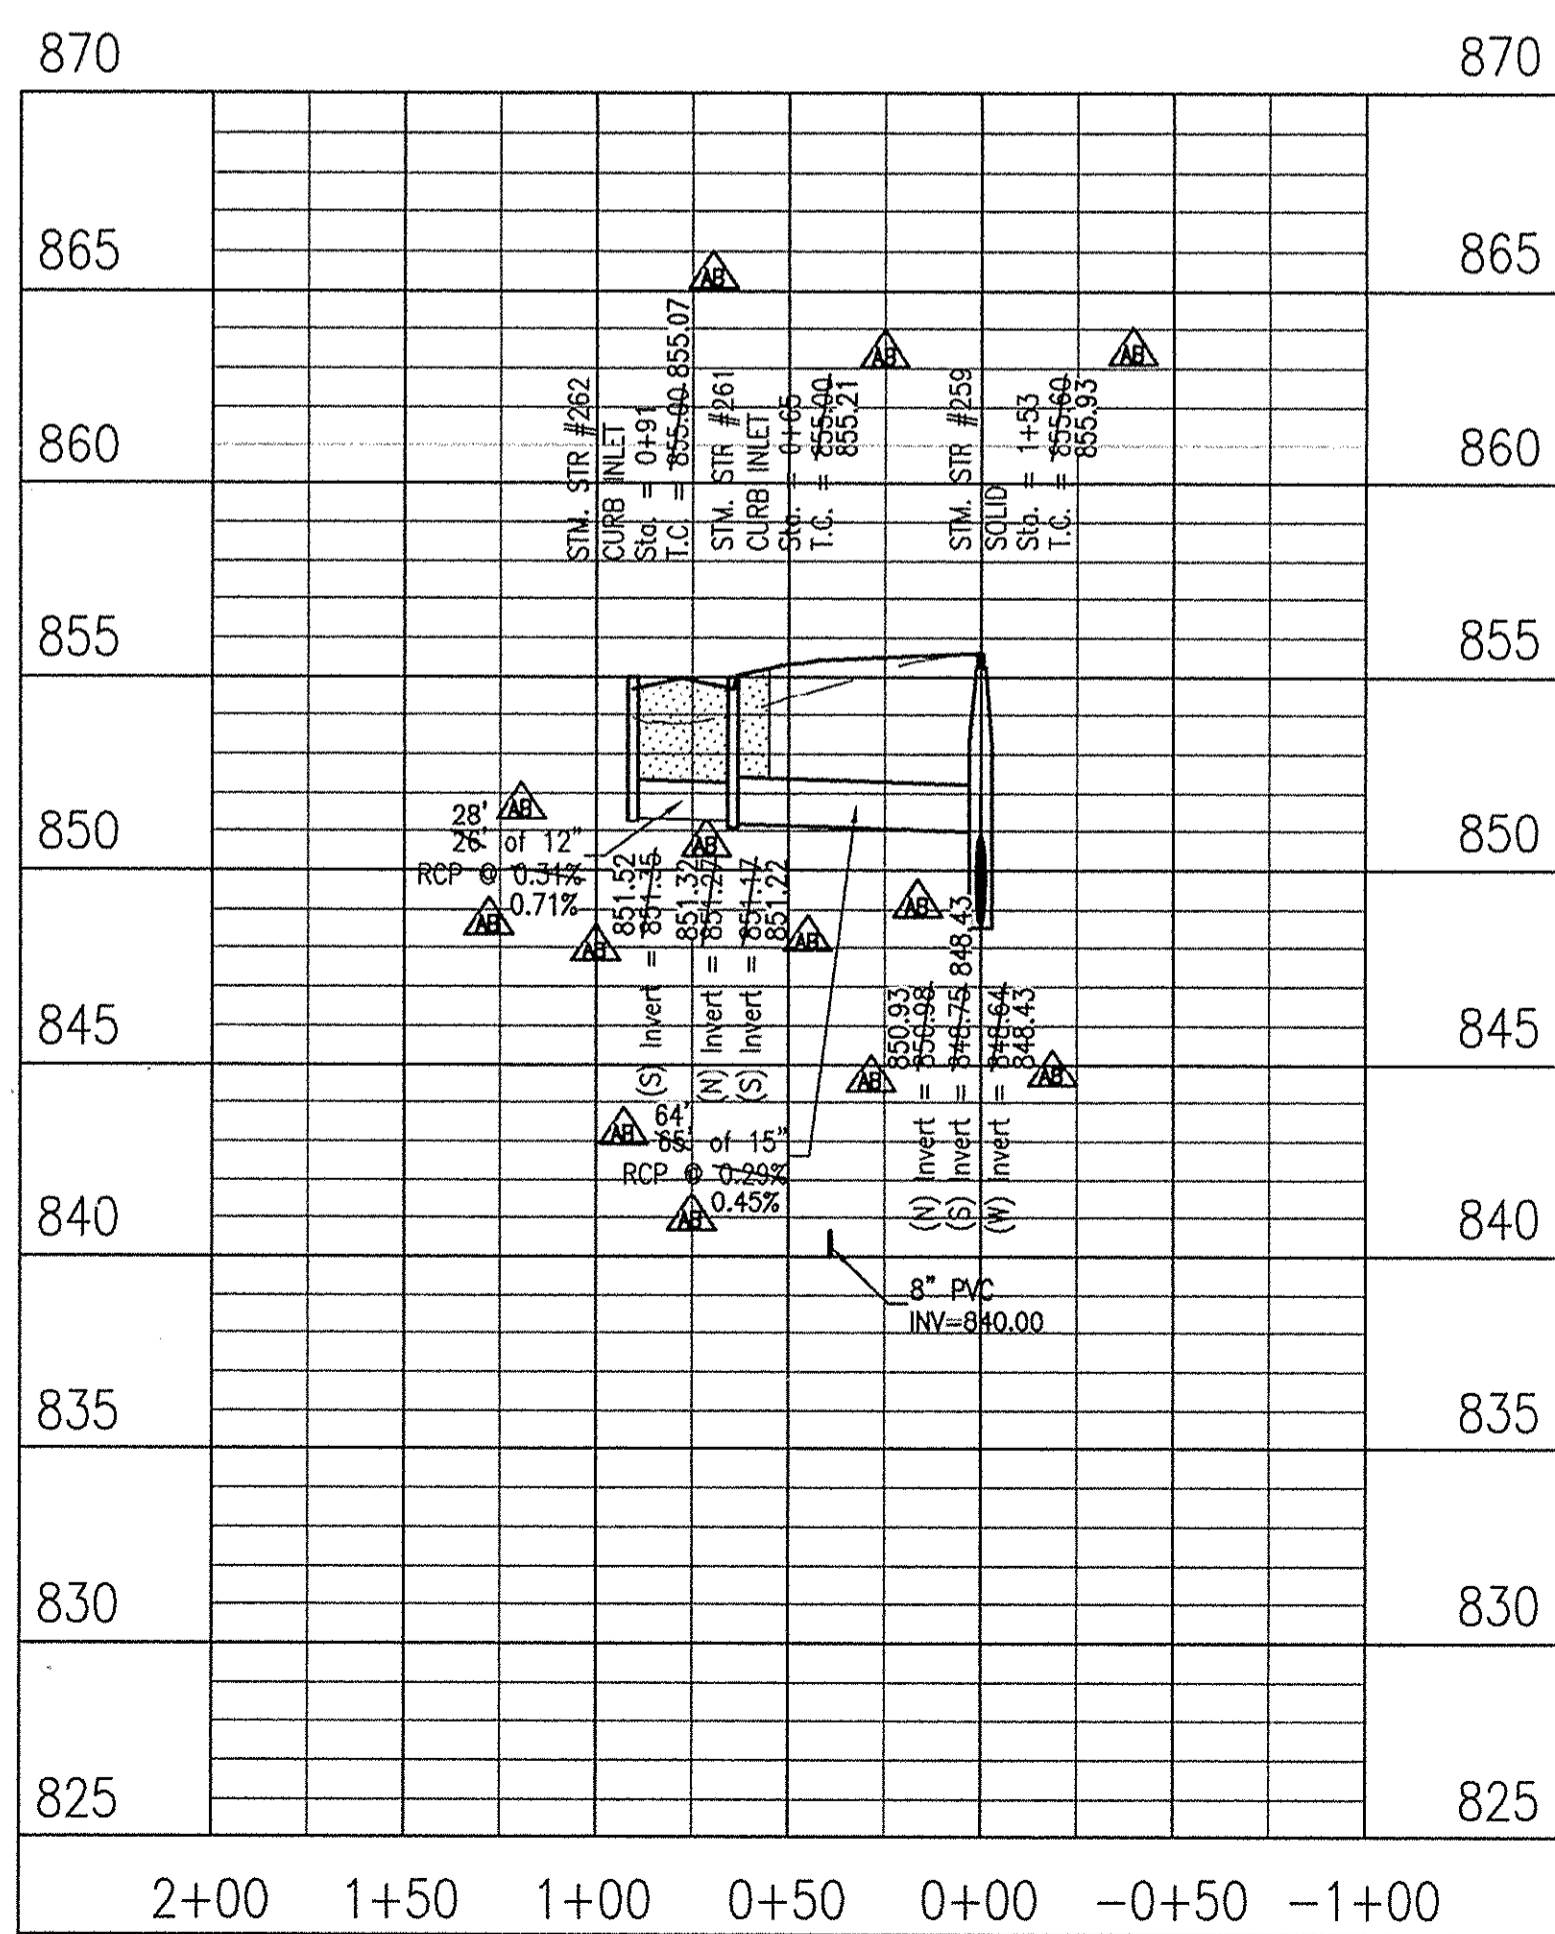 870 870
865 865
860 860
855 855
850 850
845 845
840 840
835 835
830 830
825 825
2+00 1+50 1+00 0+50 0+00 -0+50 -1+00
AB
AB
AB
STM. STR #262
CURB INLET
Sta. = 0+91
T.C. = 855.00 855.07
STM. STR #261
CURB INLET
Sta. = 0+65
T.C. = 855.00
855.21
STM. STR #259
SOLID
Sta. = 1+53
T.C. = 855.60
855.93
AB
28'
26' of 12"
RCP @ 0.31%
0.71%
AB
AB
AB
AB
AB
851.52
(S) Invert = 851.35
851.32
(N) Invert = 851.27
(S) Invert = 851.17
851.22
850.93
(N) Invert = 850.98
(S) Invert = 848.75 848.43
(W) Invert = 848.64
848.43
AB
AB
AB
64'
65' of 15"
RCP @ 0.29%
0.45%
AB
8" PVC
INV=840.00